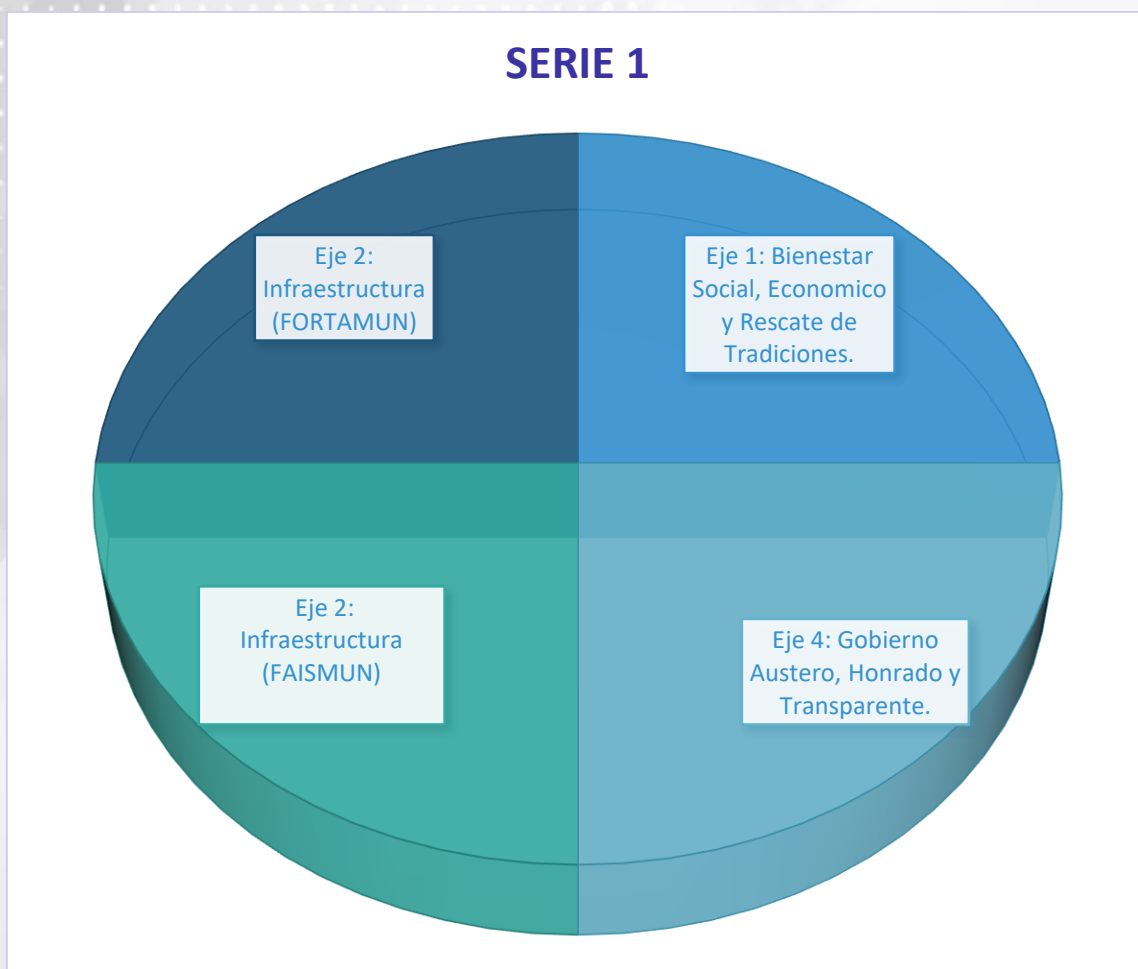 SERIE 1
Eje 2:
Infraestructura
(FORTAMUN)
Eje 1: Bienestar
Social, Economico
y Rescate de
Tradiciones.
Eje 2:
Infraestructura
(FAISMUN)
Eje 4: Gobierno
Austero, Honrado y
Transparente.